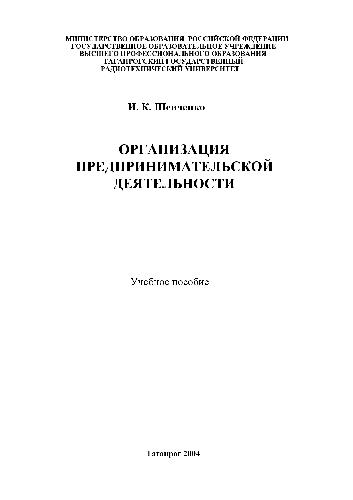 МИНИСТЕРСТВО ОБРАЗОВАНИЯ РОССИЙСКОЙ ФЕДЕРАЦИИ
ГОСУДАРСТВЕННОЕ ОБРАЗОВАТЕЛЬНОЕ УЧРЕЖДЕНИЕ
ВЫСШЕГО ПРОФЕССИОНАЛЬНОГО ОБРАЗОВАНИЯ
ТАГАНРОГСКИЙ ГОСУДАРСТВЕННЫЙ
РАДИОТЕХНИЧЕСКИЙ УНИВЕРСИТЕТ
И. К. Шевченко
ОРГАНИЗАЦИЯ
ПРЕДПРИНИМАТЕЛЬСКОЙ
ДЕЯТЕЛЬНОСТИ
Учебное пособие
Таганрог 2004